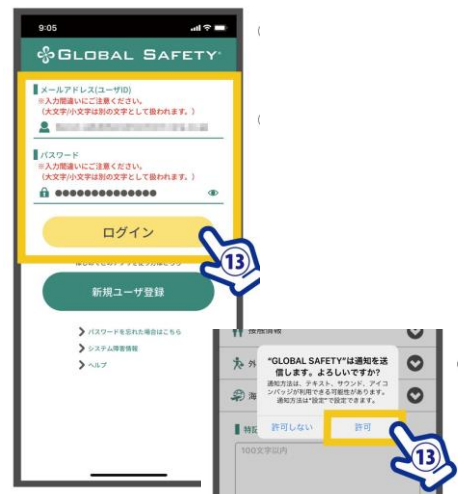 9:05
GLOBAL SAFETY
メールアドレス(ユーザID)
※入力間違いにご注意ください。
(大文字/小文字は別の文字として扱われます。)
パスワード
※入力間違いにご注意ください。
(大文字/小文字は別の文字として扱われます。)
ログイン
13
新規ユーザ登録
パスワードを忘れた場合はこちら
システム障害情報
ヘルプ
接触情報
外
海
"GLOBAL SAFETY"は通知を送
信します。よろしいですか?
通知方法は、テキスト、サウンド、アイコ
ンバッジが利用できる可能性があります。
通知方法は"設定"で設定できます。
許可しない
許可
特記
100文字以内
13